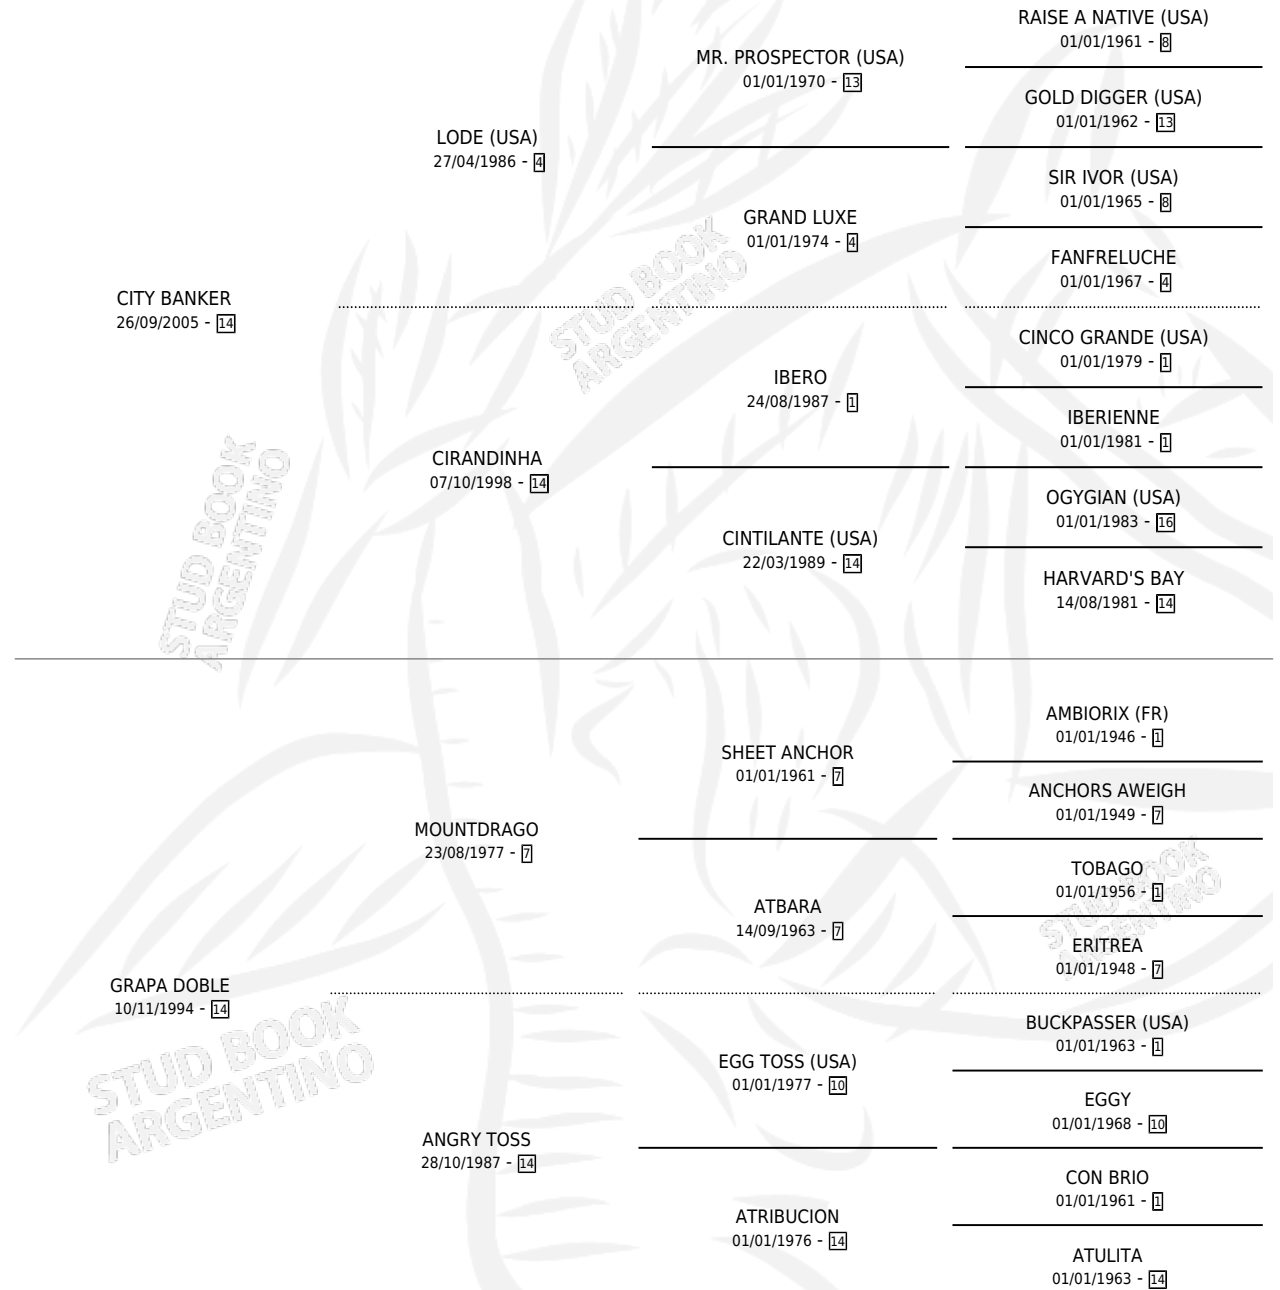 RAISE A NATIVE (USA)
01/01/1961 - 8
MR. PROSPECTOR (USA)
01/01/1970 - 13
GOLD DIGGER (USA)
01/01/1962 - 13
LODE (USA)
27/04/1986 - 4
SIR IVOR (USA)
01/01/1965 - 8
GRAND LUXE
01/01/1974 - 4
FANFRELUCHE
01/01/1967 - 4
STUD BOOK
ARGENTINO
CITY BANKER
26/09/2005 - 14
CINCO GRANDE (USA)
01/01/1979 - 1
IBERO
24/08/1987 - 1
IBERIENNE
01/01/1981 - 1
CIRANDINHA
07/10/1998 - 14
OGYGIAN (USA)
01/01/1983 - 16
CINTILANTE (USA)
22/03/1989 - 14
HARVARD'S BAY
14/08/1981 - 14
STUD BOOK
ARGENTINO
AMBIORIX (FR)
01/01/1946 - 1
SHEET ANCHOR
01/01/1961 - 7
ANCHORS AWEIGH
01/01/1949 - 7
MOUNTDRAGO
23/08/1977 - 7
TOBAGO
01/01/1956 - 1
ATBARA
14/09/1963 - 7
ERITREA
01/01/1948 - 7
STUD BOOK
ARGENTINO
GRAPA DOBLE
10/11/1994 - 14
BUCKPASSER (USA)
01/01/1963 - 1
EGG TOSS (USA)
01/01/1977 - 10
EGGY
01/01/1968 - 10
STUD BOOK
ARGENTINO
ANGRY TOSS
28/10/1987 - 14
CON BRIO
01/01/1961 - 1
ATRIBUCION
01/01/1976 - 14
ATULITA
01/01/1963 - 14